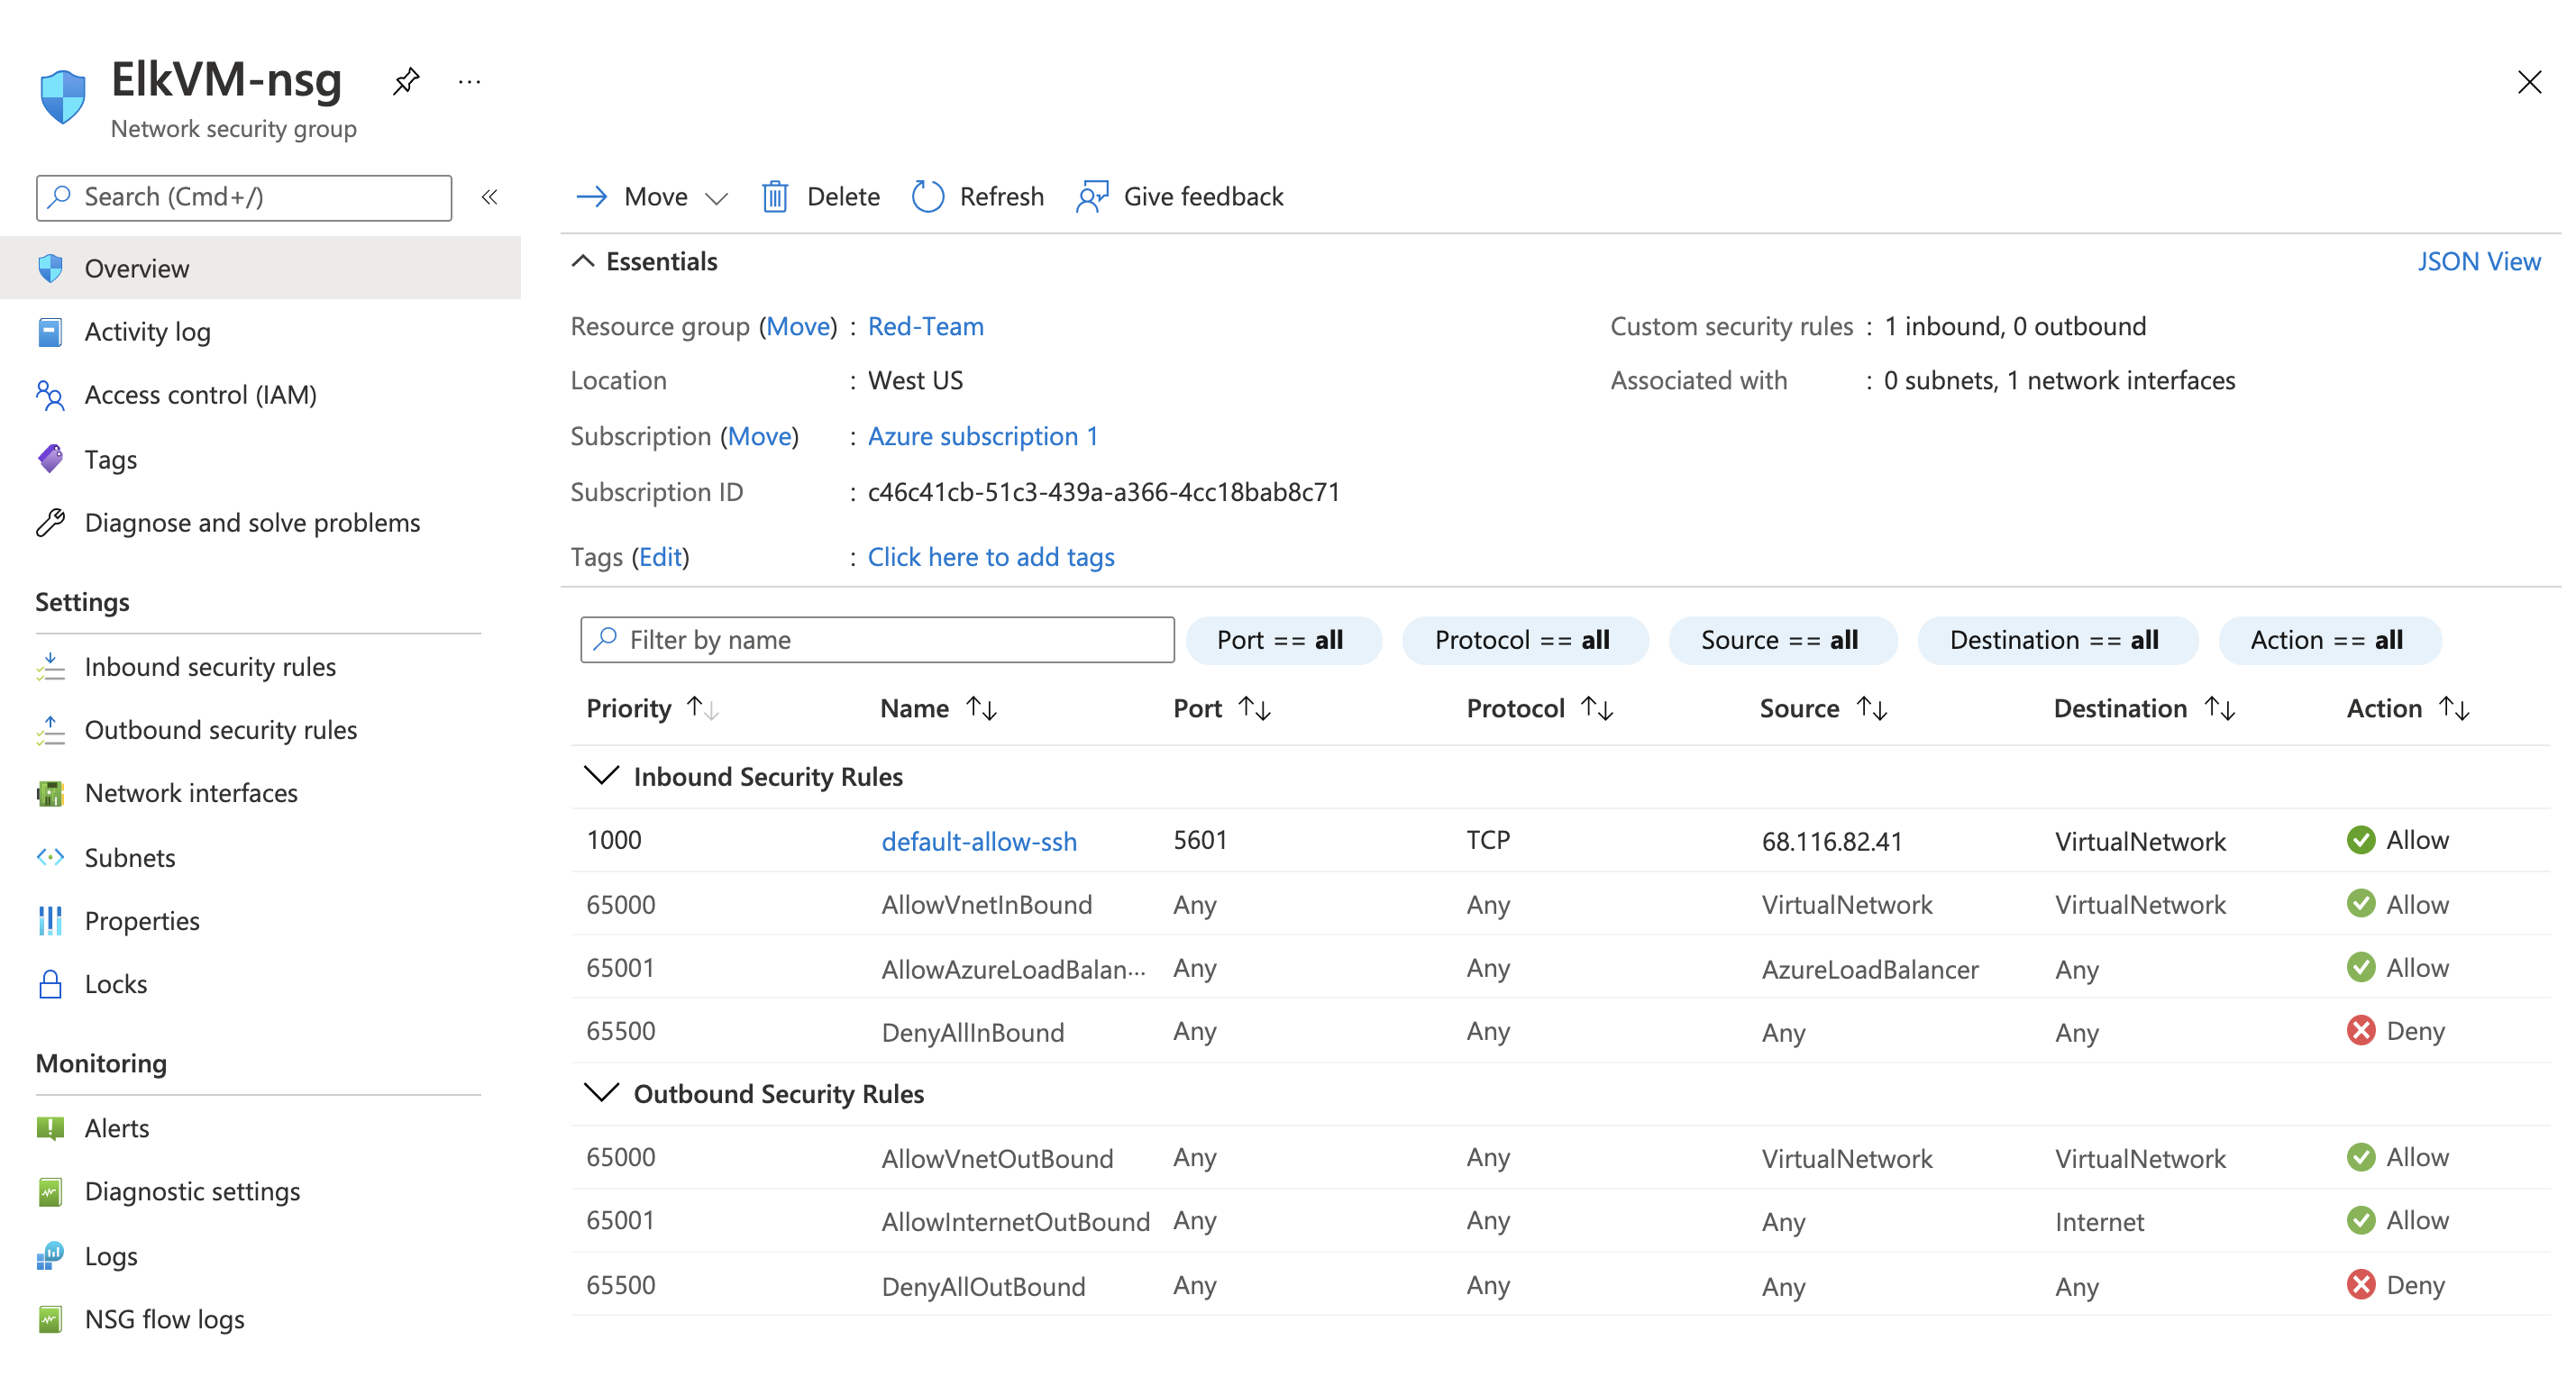 ElkVM-nsg ...
Network security group
Search (Cmd+/) «
Move Delete Refresh Give feedback
Overview
Activity log
Access control (IAM)
Tags
Diagnose and solve problems
Settings
Inbound security rules
Outbound security rules
Network interfaces
Subnets
Properties
Locks
Monitoring
Alerts
Diagnostic settings
Logs
NSG flow logs
Essentials JSON View
Resource group (Move) : Red-Team Custom security rules : 1 inbound, 0 outbound
Location : West US Associated with : 0 subnets, 1 network interfaces
Subscription (Move) : Azure subscription 1
Subscription ID : c46c41cb-51c3-439a-a366-4cc18bab8c71
Tags (Edit) : Click here to add tags
Filter by name Port == all Protocol == all Source == all Destination == all Action == all
Priority Name Port Protocol Source Destination Action
Inbound Security Rules
1000 default-allow-ssh 5601 TCP 68.116.82.41 VirtualNetwork Allow
65000 AllowVnetInBound Any Any VirtualNetwork VirtualNetwork Allow
65001 AllowAzureLoadBalan... Any Any AzureLoadBalancer Any Allow
65500 DenyAllInBound Any Any Any Any Deny
Outbound Security Rules
65000 AllowVnetOutBound Any Any VirtualNetwork VirtualNetwork Allow
65001 AllowInternetOutBound Any Any Any Internet Allow
65500 DenyAllOutBound Any Any Any Any Deny